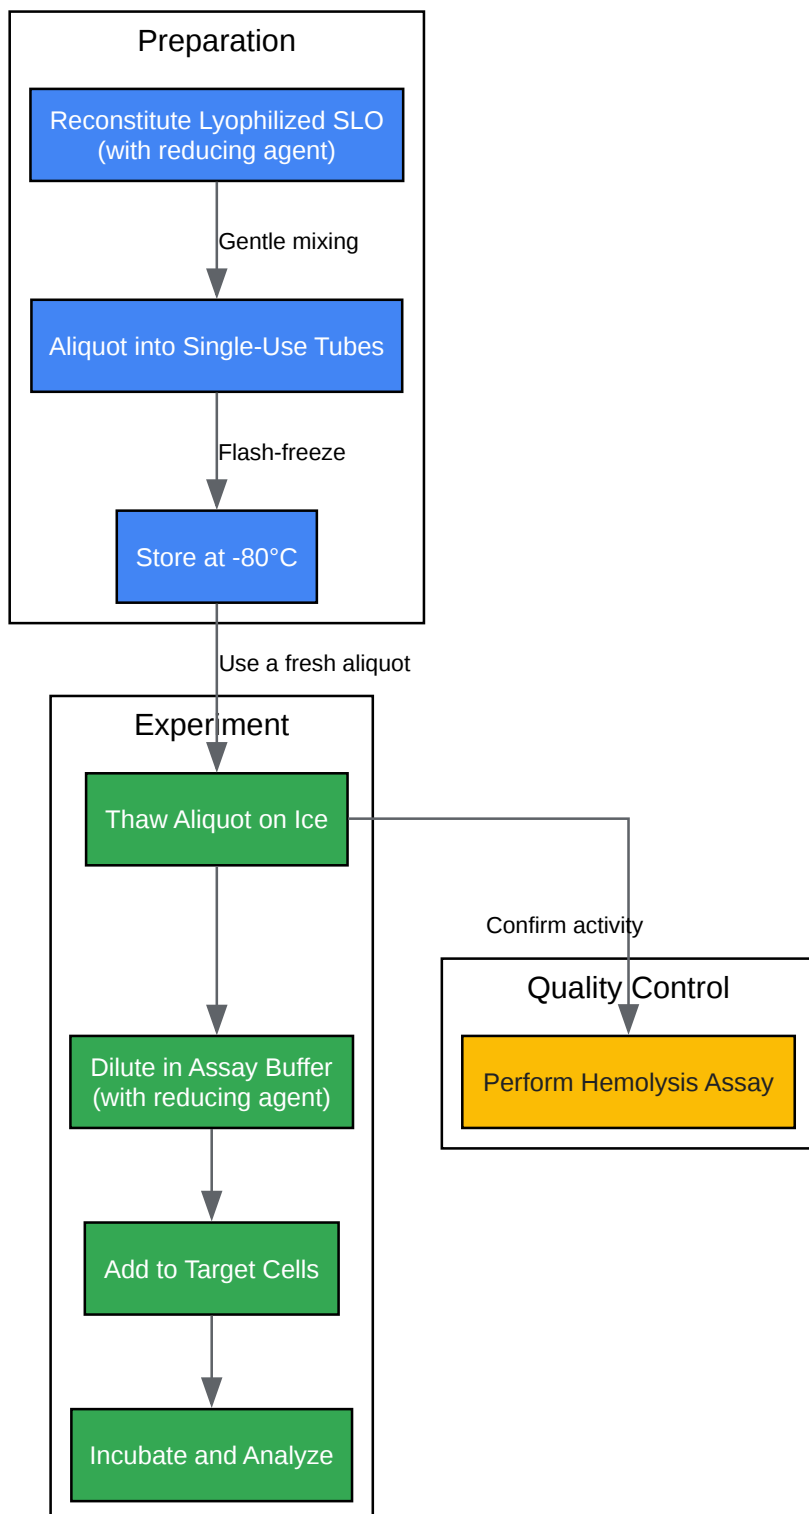 Preparation
Reconstitute Lyophilized SLO
(with reducing agent)
Gentle mixing
Aliquot into Single-Use Tubes
Flash-freeze
Store at -80°C
Use a fresh aliquot
Experiment
Thaw Aliquot on Ice
Confirm activity
Quality Control
Dilute in Assay Buffer
(with reducing agent)
Perform Hemolysis Assay
Add to Target Cells
Incubate and Analyze